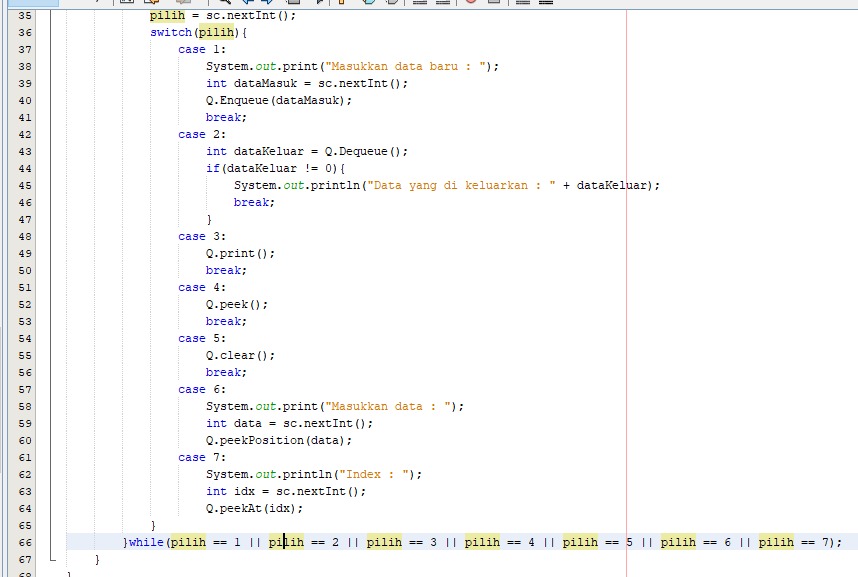 35 pilih = sc.nextInt();
36 switch(pilih){
37 case 1:
38 System.out.print("Masukkan data baru : ");
39 int dataMasuk = sc.nextInt();
40 Q.Enqueue(dataMasuk);
41 break;
42 case 2:
43 int dataKeluar = Q.Dequeue();
44 if(dataKeluar != 0){
45 System.out.println("Data yang di keluarkan : " + dataKeluar);
46 break;
47 }
48 case 3:
49 Q.print();
50 break;
51 case 4:
52 Q.peek();
53 break;
54 case 5:
55 Q.clear();
56 break;
57 case 6:
58 System.out.print("Masukkan data : ");
59 int data = sc.nextInt();
60 Q.peekPosition(data);
61 case 7:
62 System.out.println("Index : ");
63 int idx = sc.nextInt();
64 Q.peekAt(idx);
65 }
66 }while(pilih == 1 || pilih == 2 || pilih == 3 || pilih == 4 || pilih == 5 || pilih == 6 || pilih == 7);
67 }
68 }